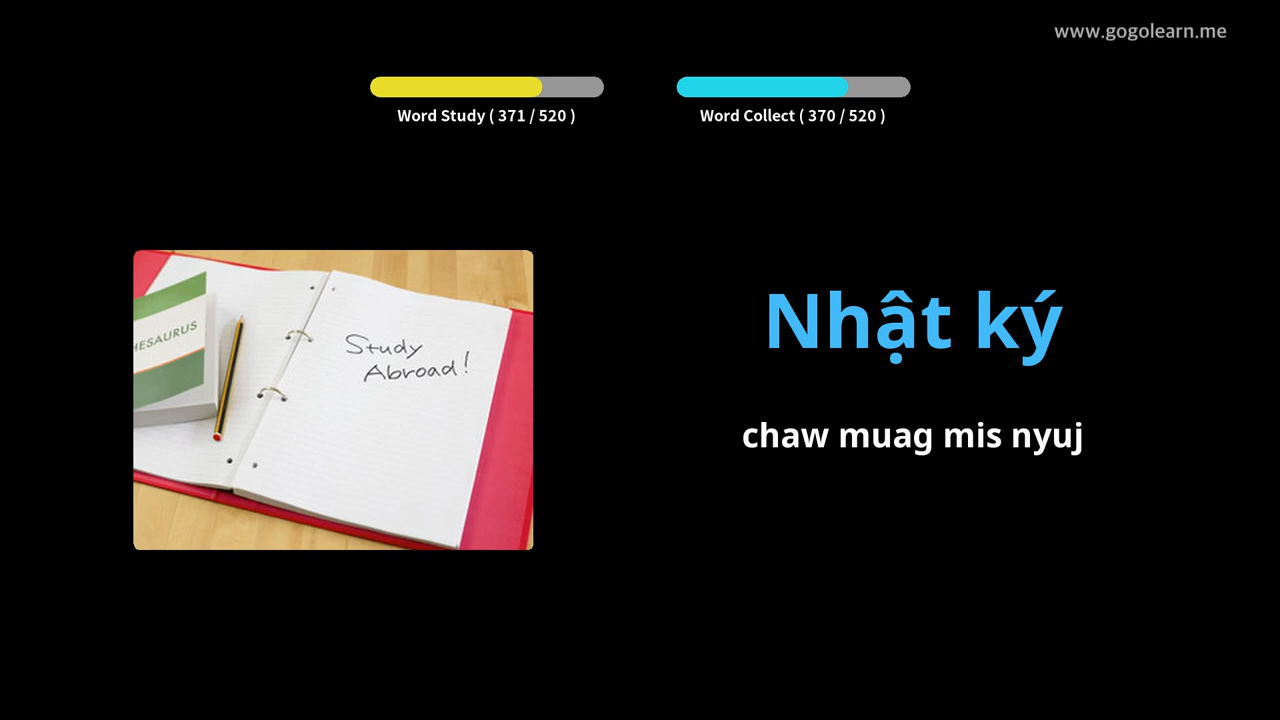 www.gogolearn.me
Word Study ( 371 / 520 )
Word Collect ( 370 / 520 )
HESAURUS
Study
Abroad!
Nhật ký
chaw muag mis nyuj